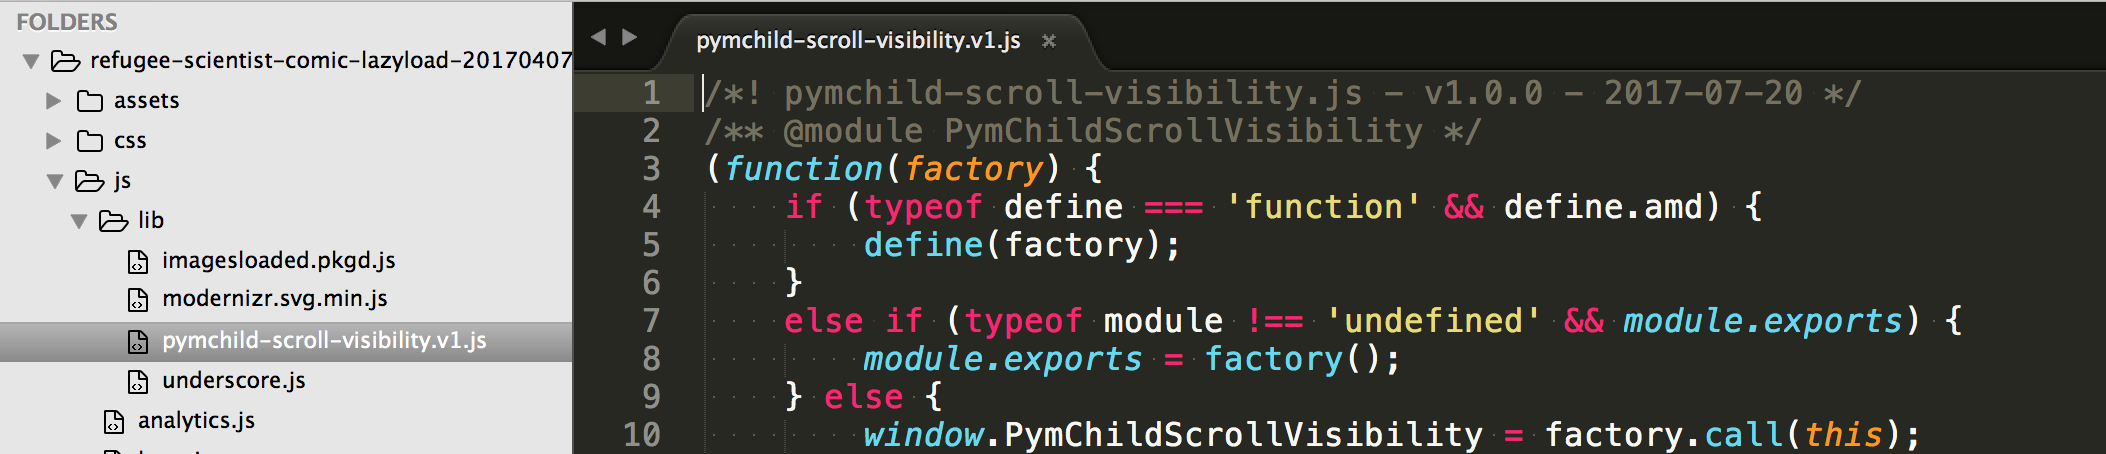 FOLDERS
refugee-scientist-comic-lazyload-20170407
assets
css
js
lib
imagesloaded.pkgd.js
modernizr.svg.min.js
pymchild-scroll-visibility.v1.js
underscore.js
analytics.js
pymchild-scroll-visibility.v1.js ×
1 /*! pymchild-scroll-visibility.js - v1.0.0 - 2017-07-20 */
2 /** @module PymChildScrollVisibility */
3 (function(factory) {
4     if (typeof define === 'function' && define.amd) {
5         define(factory);
6     }
7     else if (typeof module !== 'undefined' && module.exports) {
8         module.exports = factory();
9     } else {
10         window.PymChildScrollVisibility = factory.call(this);